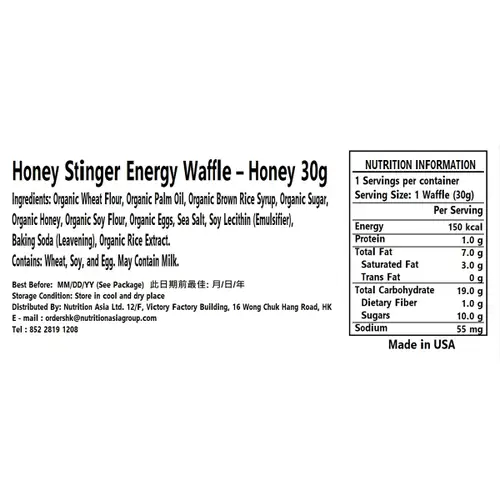 Honey Stinger Energy Waffle – Honey 30g
Ingredients: Organic Wheat Flour, Organic Palm Oil, Organic Brown Rice Syrup, Organic Sugar,
Organic Honey, Organic Soy Flour, Organic Eggs, Sea Salt, Soy Lecithin (Emulsifier),
Baking Soda (Leavening), Organic Rice Extract.
Contains: Wheat, Soy, and Egg. May Contain Milk.
Best Before: MM/DD/YY (See Package) 此日期前最佳: 月/日/年
Storage Condition: Store in cool and dry place
Distributed By: Nutrition Asia Ltd. 12/F, Victory Factory Building, 16 Wong Chuk Hang Road, HK
E - mail : ordershk@nutritionasiagroup.com
Tel : 852 2819 1208
NUTRITION INFORMATION
1 Servings per container
Serving Size: 1 Waffle (30g)
Per Serving
Energy 150 kcal
Protein 1.0 g
Total Fat 7.0 g
Saturated Fat 3.0 g
Trans Fat 0 g
Total Carbohydrate 19.0 g
Dietary Fiber 1.0 g
Sugars 10.0 g
Sodium 55 mg
Made in USA